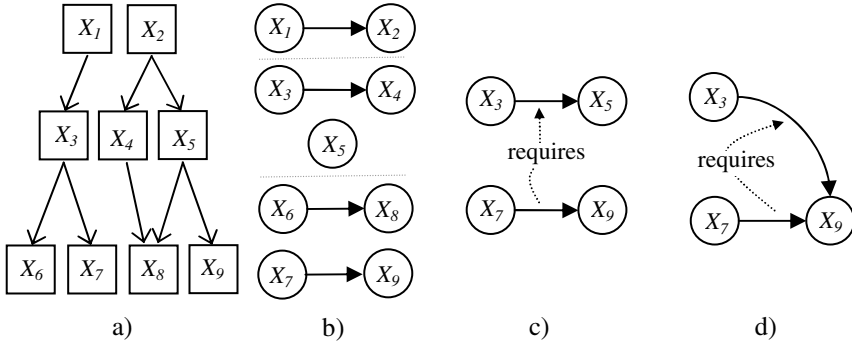 X1 X2
X3 X4 X5
X6 X7 X8 X9
a)
X1 X2
X3 X4
X5
X6 X8
X7 X9
b)
X3 X5
requires
X7 X9
c)
X3
requires
X7 X9
d)